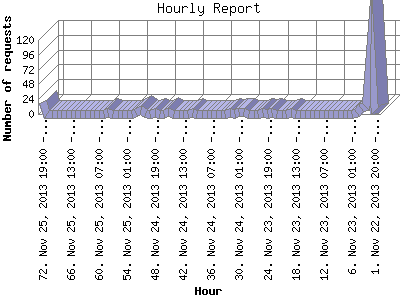 Hourly Report
Number of requests
120
96
72
48
24
0
72. Nov 25, 2013 19:00 -...
66. Nov 25, 2013 13:00 -...
60. Nov 25, 2013 07:00 -...
54. Nov 25, 2013 01:00 -...
48. Nov 24, 2013 19:00 -...
42. Nov 24, 2013 13:00 -...
36. Nov 24, 2013 07:00 -...
30. Nov 24, 2013 01:00 -...
24. Nov 23, 2013 19:00 -...
18. Nov 23, 2013 13:00 -...
12. Nov 23, 2013 07:00 -...
6. Nov 23, 2013 01:00 -...
1. Nov 22, 2013 20:00 -...
Hour